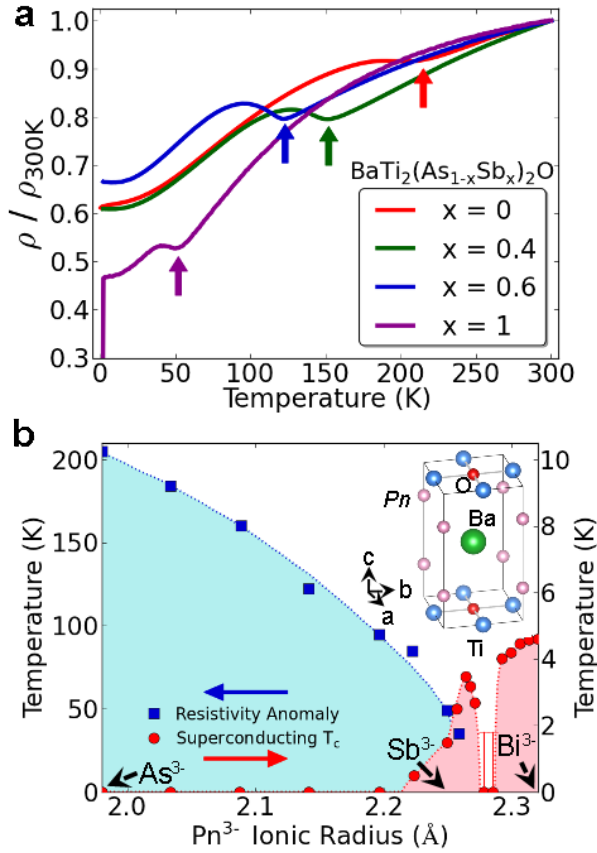 a
1.0
0.9
0.8
0.7
0.6
0.5
0.4
0.3
ρ / ρ300K
BaTi2(As1-xSbx)2O
x = 0
x = 0.4
x = 0.6
x = 1
0 50 100 150 200 250 300
Temperature (K)
b
200
150
100
50
0
Temperature (K)
10
8
6
4
2
0
Temperature (K)
O
Pn
Ba
c
b
a
Ti
Resistivity Anomaly
Superconducting Tc
As3-
Sb3-
Bi3-
2.0 2.1 2.2 2.3
Pn3- Ionic Radius (Å)